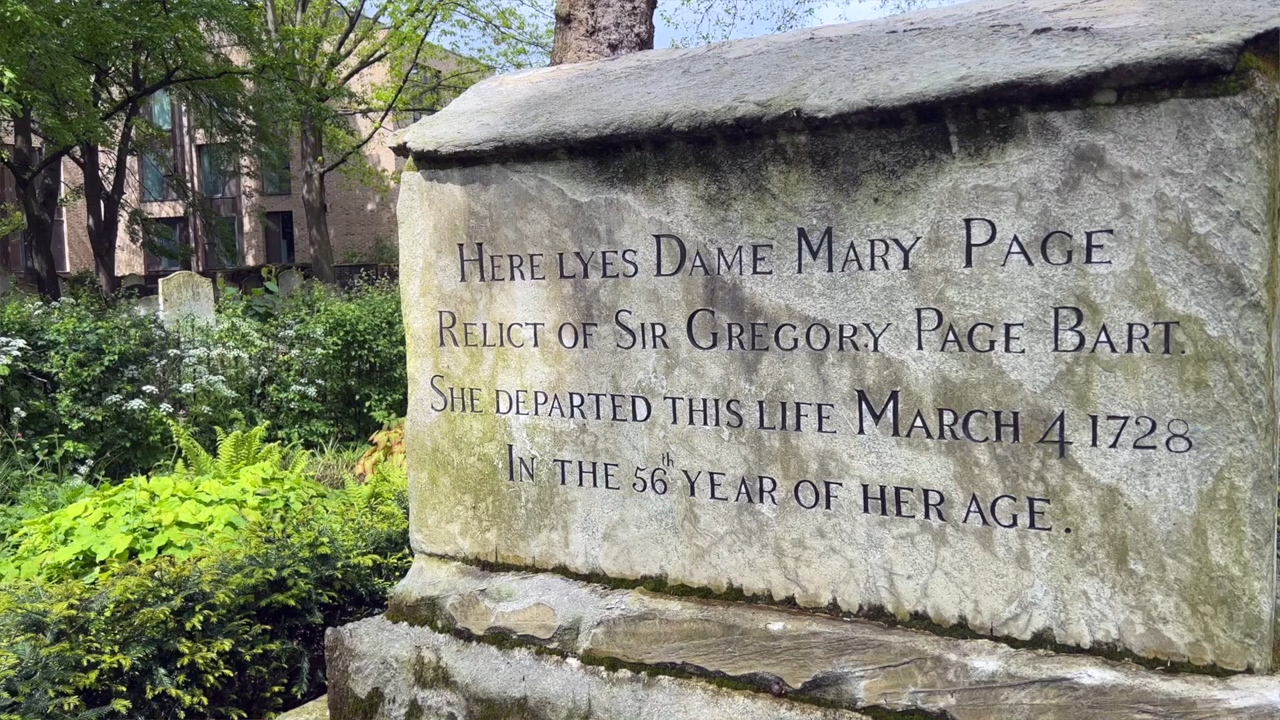 Here lyes Dame Mary Page
Relict of Sir Gregory Page Bart.
She departed this life March 4 1728
In the 56th year of her age.